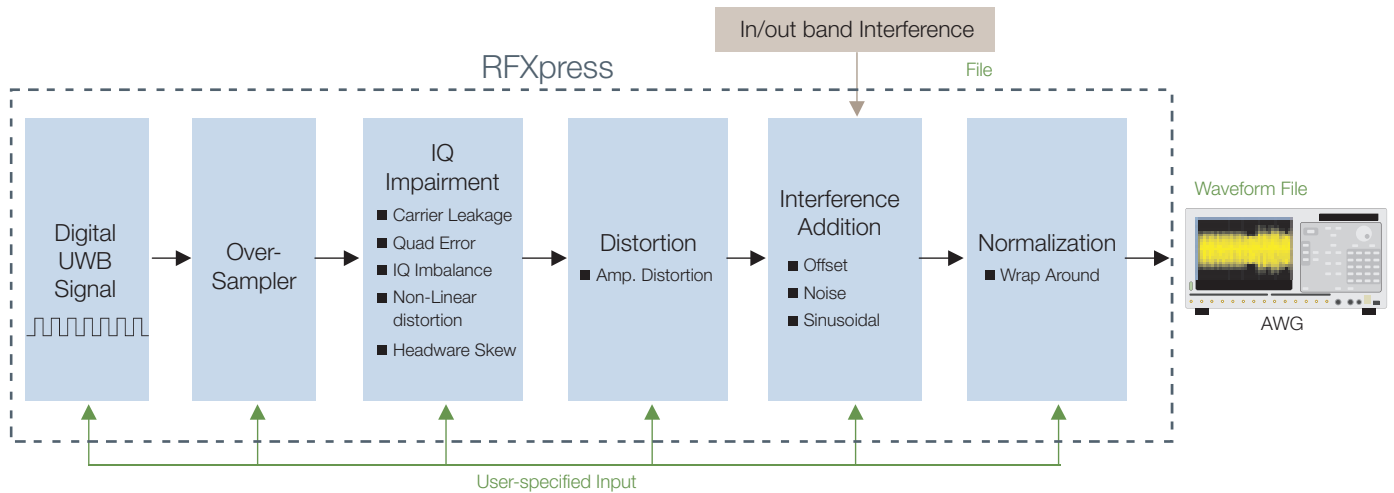 In/out band Interference
RFXpress
File
Digital
UWB
Signal
Over-
Sampler
IQ
Impairment
■ Carrier Leakage
■ Quad Error
■ IQ Imbalance
■ Non-Linear
distortion
■ Headware Skew
Distortion
■ Amp. Distortion
Interference
Addition
■ Offset
■ Noise
■ Sinusoidal
Normalization
■ Wrap Around
Waveform File
AWG
User-specified Input